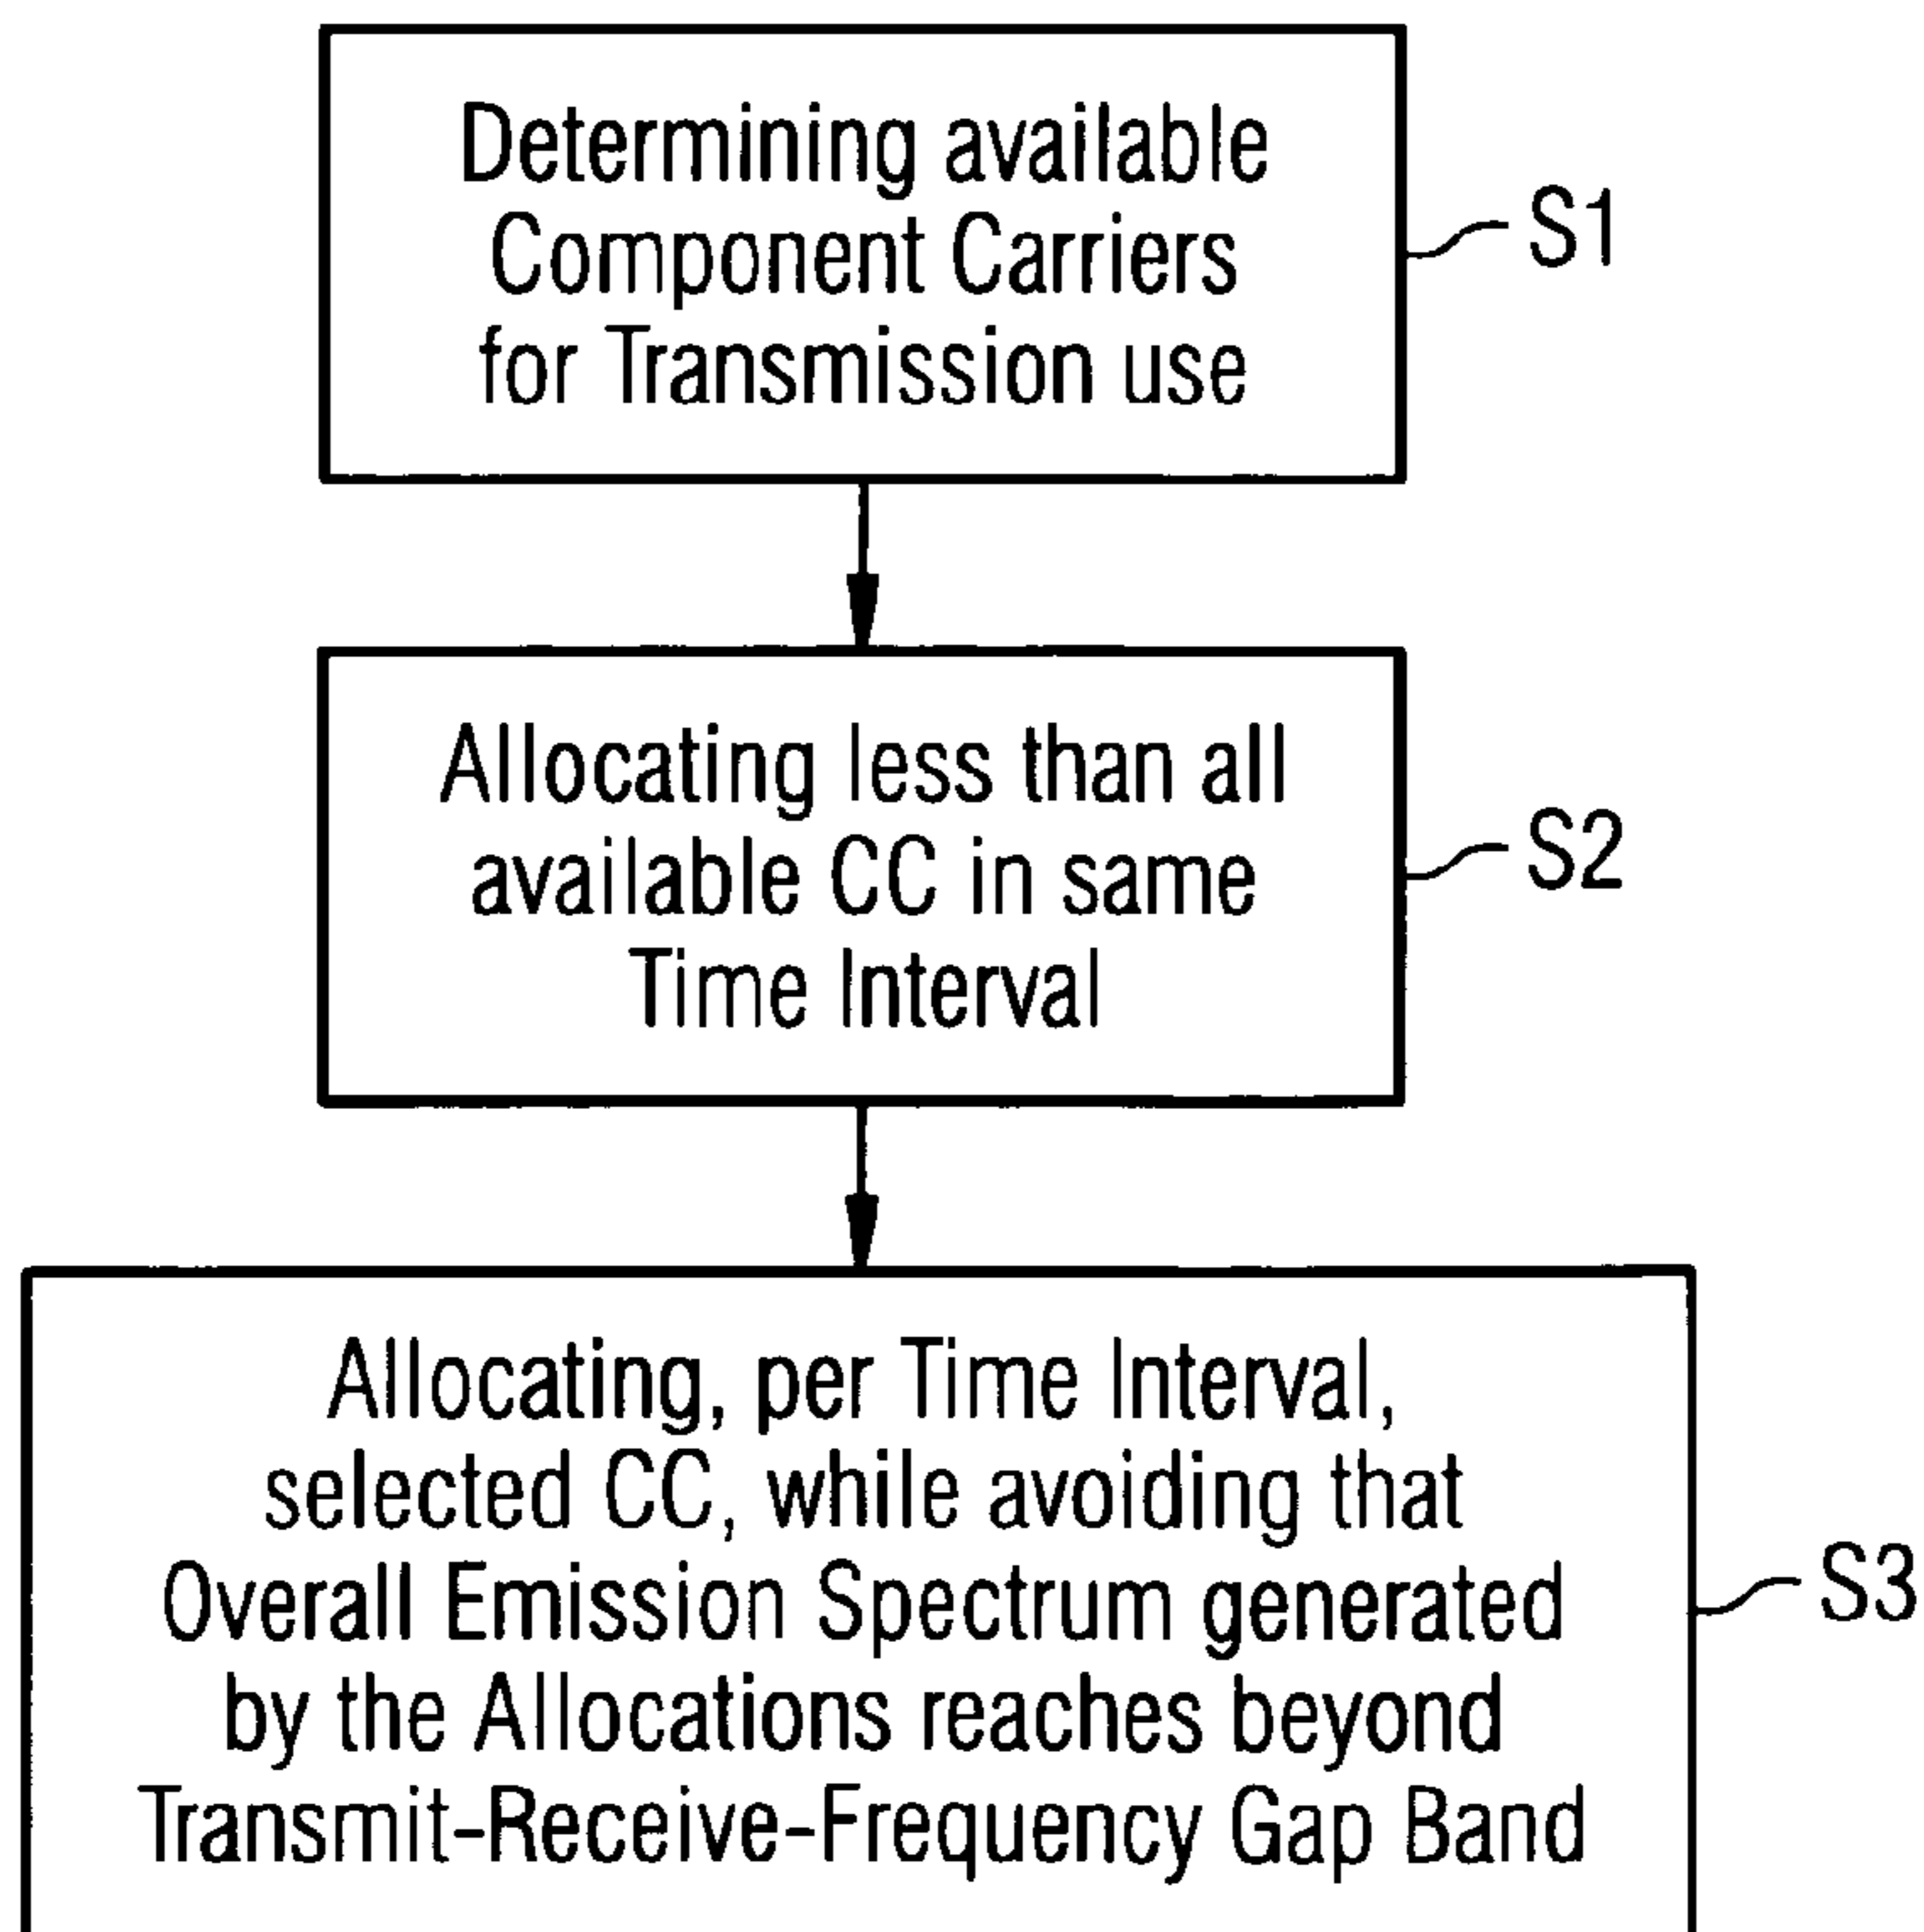 Determining available
Component Carriers
for Transmission use
S1
Allocating less than all
available CC in same
Time Interval
S2
Allocating, per Time Interval,
selected CC, while avoiding that
Overall Emission Spectrum generated
by the Allocations reaches beyond
Transmit-Receive-Frequency Gap Band
S3